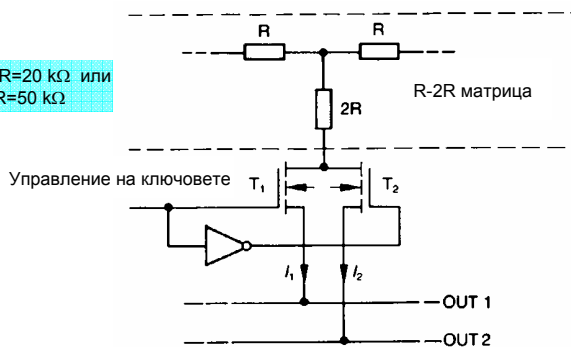 R R
R=20 kΩ или
R=50 kΩ
2R
R-2R матрица
Управление на ключовете
T1 T2
I1 I2
OUT 1
OUT 2